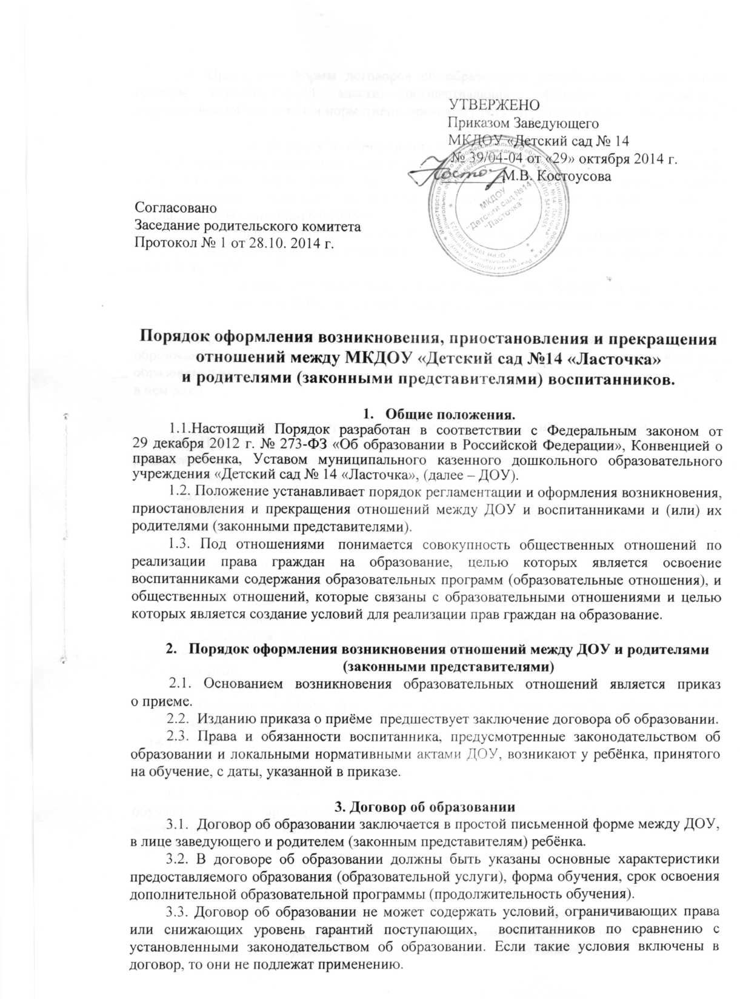 УТВЕРЖЕНО
Приказом Заведующего
МКДОУ «Детский сад № 14
№ 39/04-04 от «29» октября 2014 г.
М.В. Костоусова
МКДОУ
"Детский сад №14"
"Ласточка"
Согласовано
Заседание родительского комитета
Протокол № 1 от 28.10. 2014 г.
Порядок оформления возникновения, приостановления и прекращения
отношений между МКДОУ «Детский сад №14 «Ласточка»
и родителями (законными представителями) воспитанников.
1. Общие положения.
1.1.Настоящий Порядок разработан в соответствии с Федеральным законом от
29 декабря 2012 г. № 273-ФЗ «Об образовании в Российской Федерации», Конвенцией о
правах ребенка, Уставом муниципального казенного дошкольного образовательного
учреждения «Детский сад № 14 «Ласточка», (далее – ДОУ).
1.2. Положение устанавливает порядок регламентации и оформления возникновения,
приостановления и прекращения отношений между ДОУ и воспитанниками и (или) их
родителями (законными представителями).
1.3. Под отношениями понимается совокупность общественных отношений по
реализации права граждан на образование, целью которых является освоение
воспитанниками содержания образовательных программ (образовательные отношения), и
общественных отношений, которые связаны с образовательными отношениями и целью
которых является создание условий для реализации прав граждан на образование.
2. Порядок оформления возникновения отношений между ДОУ и родителями
(законными представителями)
2.1. Основанием возникновения образовательных отношений является приказ
о приеме.
2.2. Изданию приказа о приёме предшествует заключение договора об образовании.
2.3. Права и обязанности воспитанника, предусмотренные законодательством об
образовании и локальными нормативными актами ДОУ, возникают у ребёнка, принятого
на обучение, с даты, указанной в приказе.
3. Договор об образовании
3.1. Договор об образовании заключается в простой письменной форме между ДОУ,
в лице заведующего и родителем (законным представителям) ребёнка.
3.2. В договоре об образовании должны быть указаны основные характеристики
предоставляемого образования (образовательной услуги), форма обучения, срок освоения
дополнительной образовательной программы (продолжительность обучения).
3.3. Договор об образовании не может содержать условий, ограничивающих права
или снижающих уровень гарантий поступающих, воспитанников по сравнению с
установленными законодательством об образовании. Если такие условия включены в
договор, то они не подлежат применению.